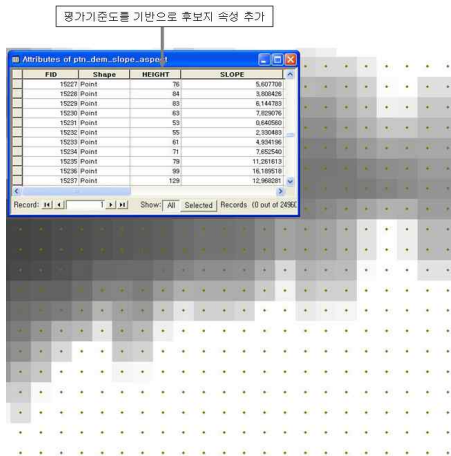 평가기준도를 기반으로 후보지 속성 추가
Attributes of ptn_dem_slope_aspect
FID Shape HEIGHT SLOPE
15227 Point 76 5,607708
15228 Point 84 3,808426
15229 Point 83 6,144783
15230 Point 63 7,829076
15231 Point 53 0,640560
15232 Point 55 2,330483
15233 Point 61 4,934196
15234 Point 71 7,652540
15235 Point 79 11,261613
15236 Point 99 16,189518
15237 Point 129 12,968281
Record: 1 Show: All Selected Records (0 out of 2496